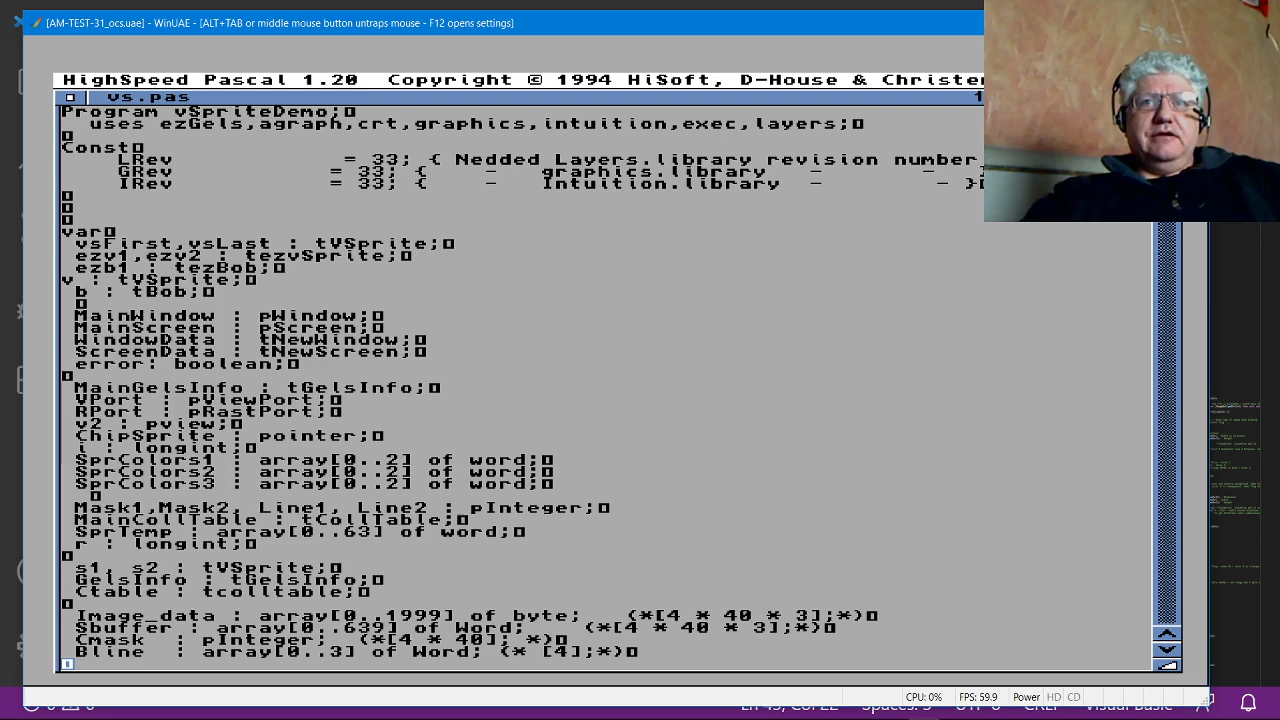 [AM-TEST-31_ocs.uae] - WinUAE - [ALT+TAB or middle mouse button untraps mouse - F12 opens settings]
HighSpeed Pascal 1.20 Copyright © 1994 HiSoft, D-House &
vs.pas
Program vSpriteDemo;
uses ezGels,agraph,crt,graphics,intuition,exec,layers;
Const
LRev = 33; { Nedded Layers.library revision number
GRev = 33; { - graphics.library - -
IRev = 33; { - Intuition.library - - }
var
vsFirst,vsLast : tVSprite;
ezv1,ezv2 : tezvSprite;
ezb1 : tezBob;
v : tVSprite;
b : tBob;
MainWindow : pWindow;
MainScreen : pScreen;
WindowData : tNewWindow;
ScreenData : tNewScreen;
error: boolean;
MainGelsInfo : tGelsInfo;
VPort : pViewPort;
RPort : pRastPort;
v2 : pview;
ChipSprite : pointer;
i : longint;
SprColors1 : array[0..2] of word;
SprColors2 : array[0..2] of word;
SprColors3 : array[0..2] of word;
Mask1,Mask2, Line1, Line2 : pInteger;
MainCollTable : tCollTable;
SprTemp : array[0..63] of word;
r : longint;
s1, s2 : tVSprite;
GelsInfo : tGelsInfo;
Ctable : tcolltable;
Image_data : array[0..1999] of byte; (*[4 * 40 * 3];*)
Sbuffer : array[0..639] of Word; (*[4 * 40 * 3];*)
Cmask : pInteger; (*[4 * 40]; *)
Bline : array[0..3] of Word; (* [4];*)
CPU: 0% FPS: 59.9 Power HD CD